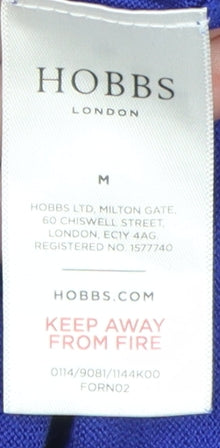 HOBBS
LONDON
M
HOBBS LTD, MILTON GATE,
60 CHISWELL STREET,
LONDON, EC1Y 4AG.
REGISTERED NO. 1577740
HOBBS.COM
KEEP AWAY
FROM FIRE
0114/9081/1144K00
FORN02